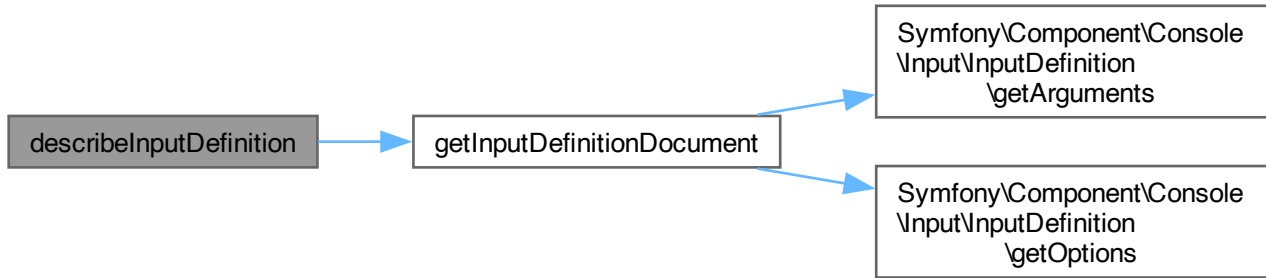 describeInputDefinition
getInputDefinitionDocument
Symfony\Component\Console
\Input\InputDefinition
\getArguments
Symfony\Component\Console
\Input\InputDefinition
\getOptions